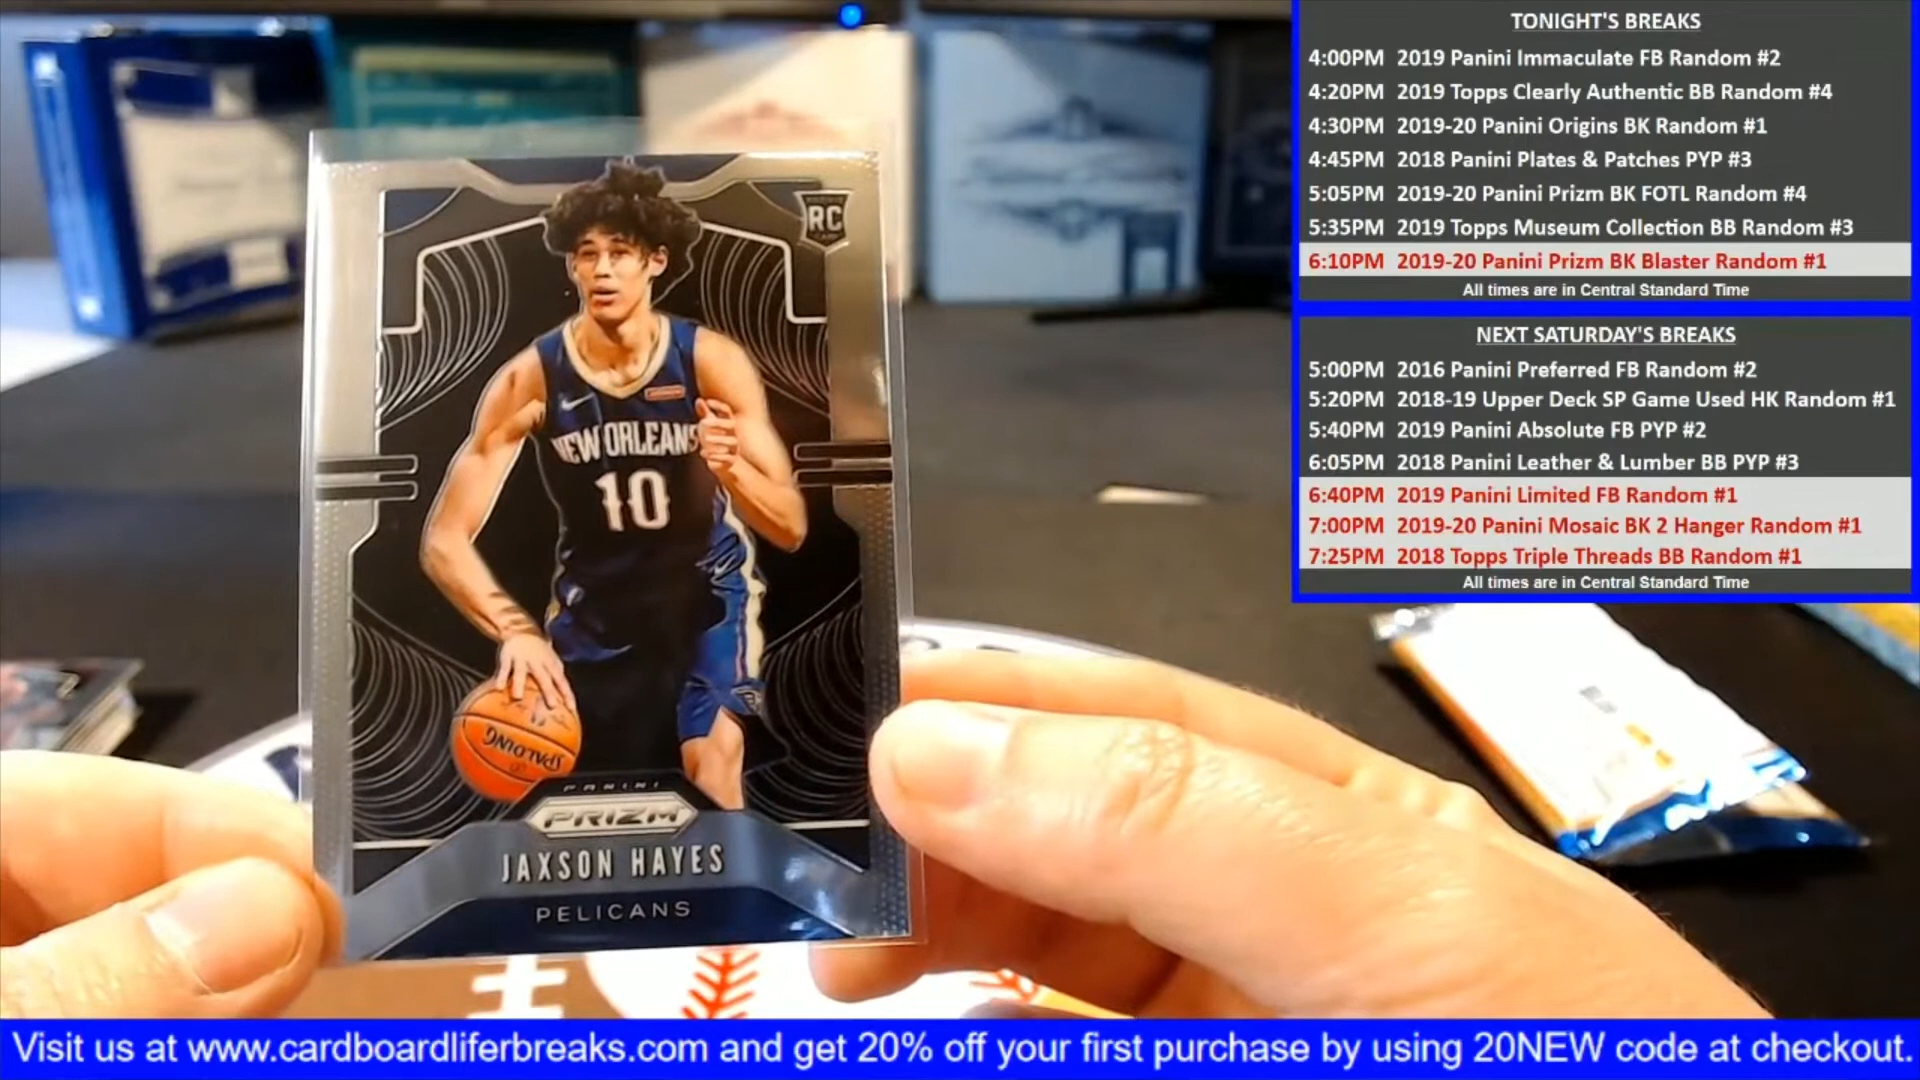 TONIGHT'S BREAKS
4:00PM 2019 Panini Immaculate FB Random #2
4:20PM 2019 Topps Clearly Authentic BB Random #4
4:30PM 2019-20 Panini Origins BK Random #1
4:45PM 2018 Panini Plates & Patches PYP #3
5:05PM 2019-20 Panini Prizm BK FOTL Random #4
5:35PM 2019 Topps Museum Collection BB Random #3
6:10PM 2019-20 Panini Prizm BK Blaster Random #1
All times are in Central Standard Time
NEXT SATURDAY'S BREAKS
5:00PM 2016 Panini Preferred FB Random #2
5:20PM 2018-19 Upper Deck SP Game Used HK Random #1
5:40PM 2019 Panini Absolute FB PYP #2
6:05PM 2018 Panini Leather & Lumber BB PYP #3
6:40PM 2019 Panini Limited FB Random #1
7:00PM 2019-20 Panini Mosaic BK 2 Hanger Random #1
7:25PM 2018 Topps Triple Threads BB Random #1
All times are in Central Standard Time
RC
NEW ORLEANS
10
SPALDING
PANINI
PRIZM
JAXSON HAYES
PELICANS
Visit us at www.cardboardliferbreaks.com and get 20% off your first purchase by using 20NEW code at checkout.